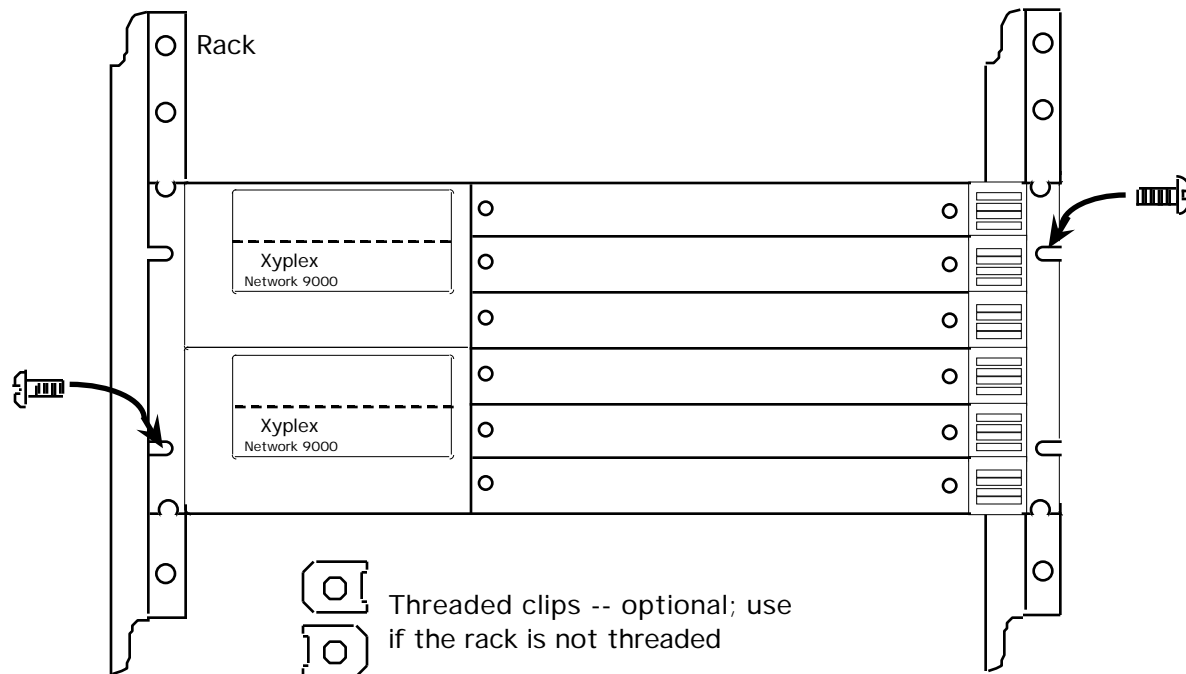 Rack
Xyplex
Network 9000
Xyplex
Network 9000
Threaded clips -- optional; use
if the rack is not threaded